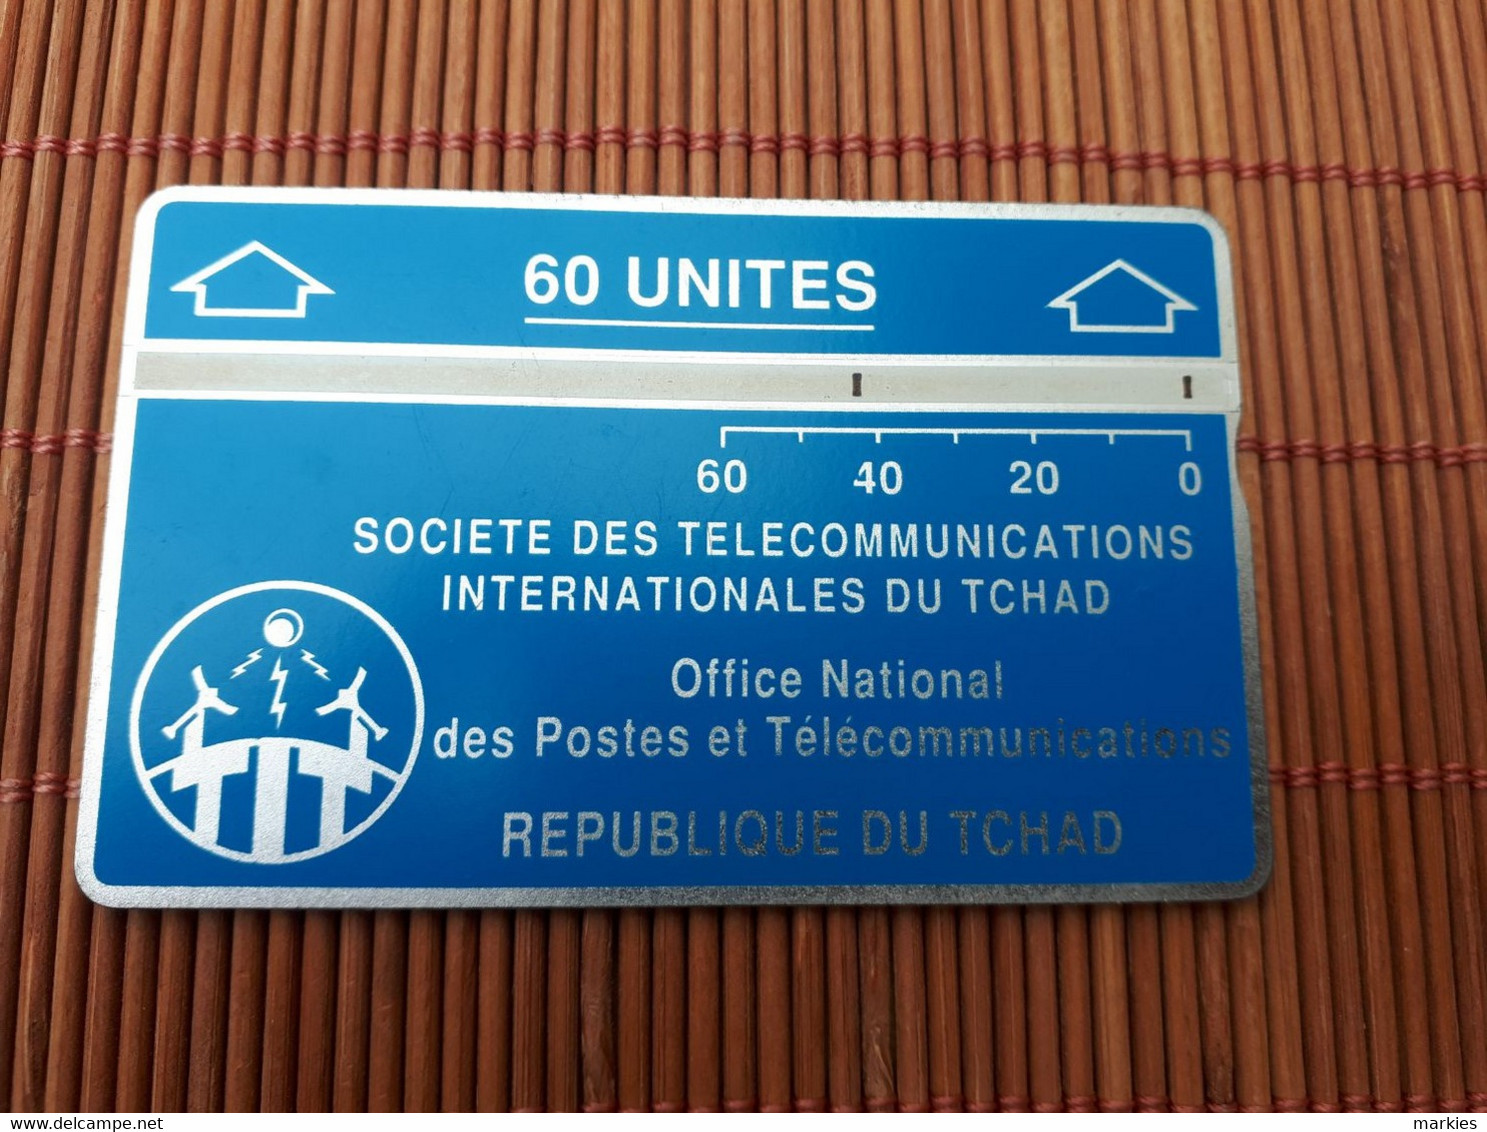 60 UNITES
60 40 20 0
SOCIETE DES TELECOMMUNICATIONS
INTERNATIONALES DU TCHAD
Office National
des Postes et Télécommunications
REPUBLIQUE DU TCHAD
TIT
delcampe.net
markies